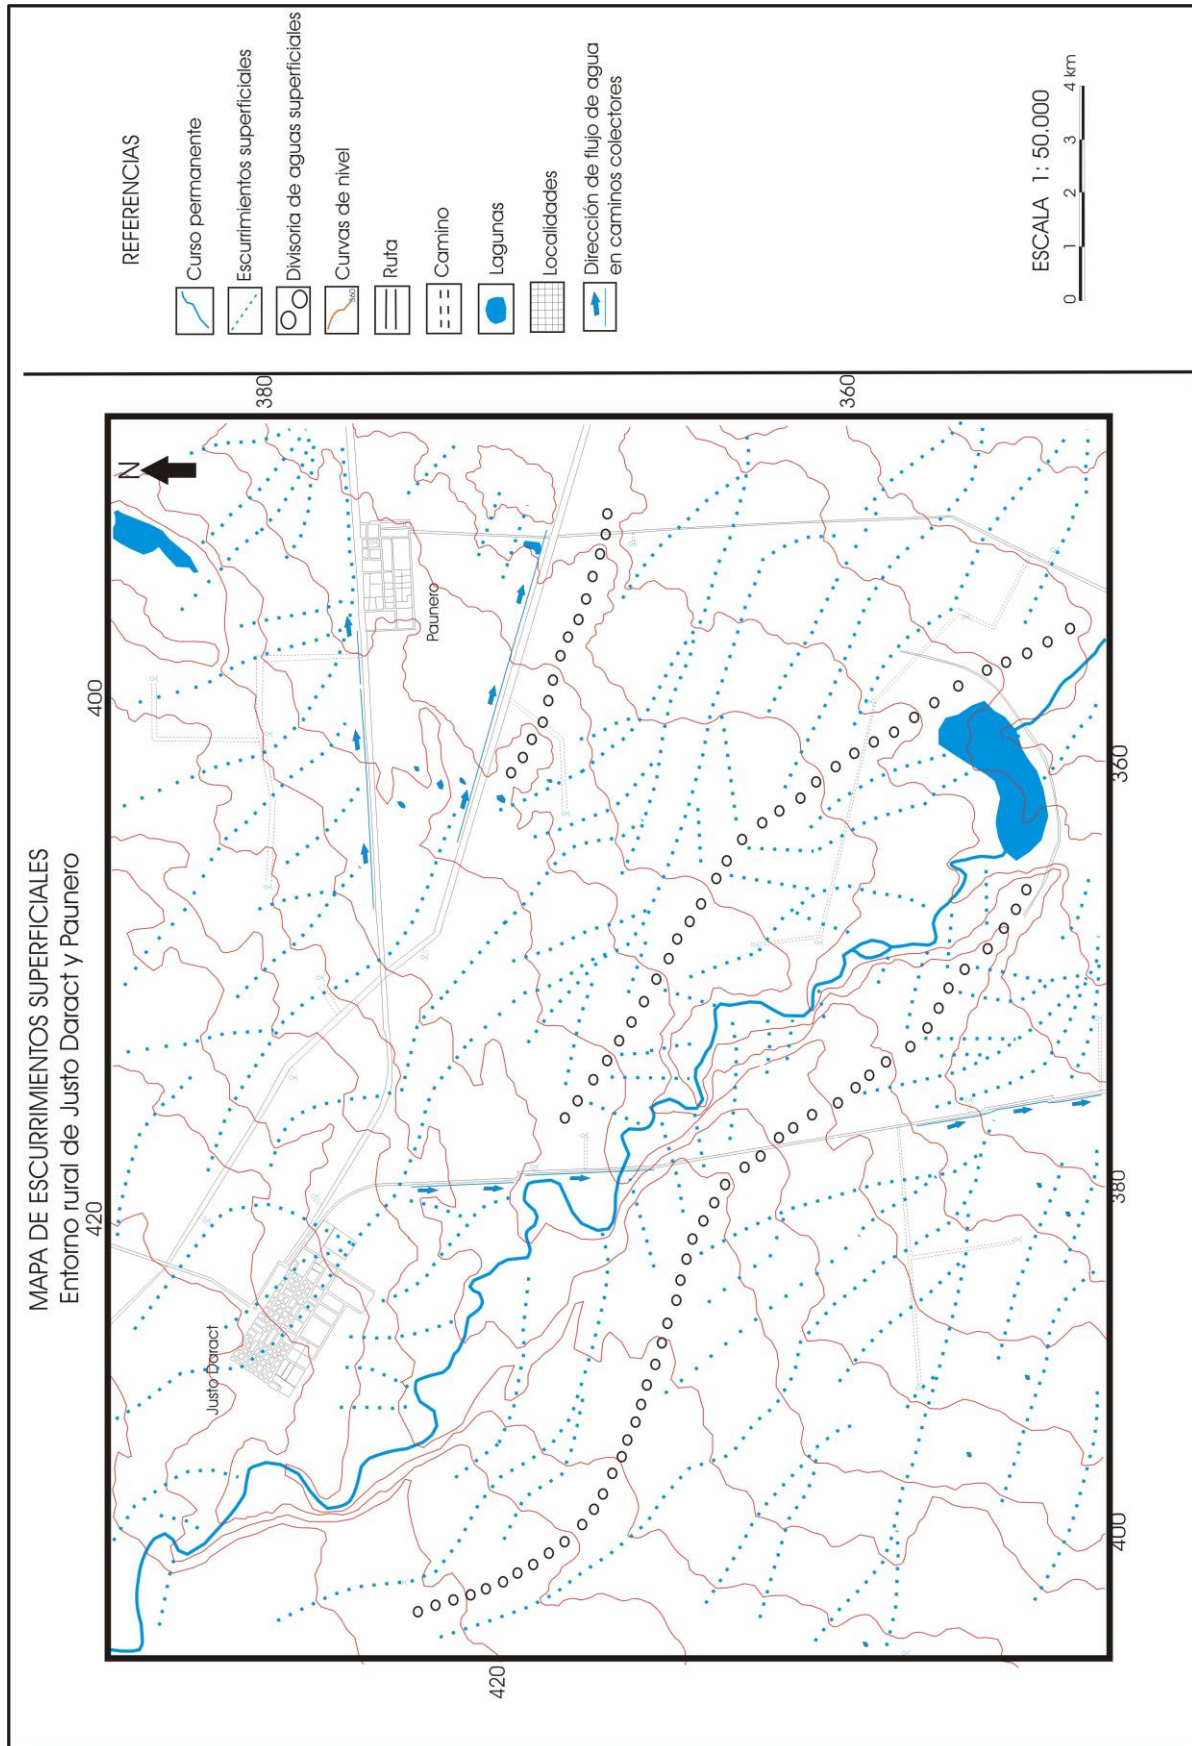 MAPA DE ESCURRIMIENTOS SUPERFICIALES
Entorno rural de Justo Daract y Paunero
420
400
380
N
Justo Daract
Paunero
360
420
400
380
360
REFERENCIAS
Curso permanente
Escurrimientos superficiales
Divisoria de aguas superficiales
360
Curvas de nivel
Ruta
Camino
Lagunas
Localidades
Dirección de flujo de agua
en caminos colectores
ESCALA 1: 50.000
0 1 2 3 4 km